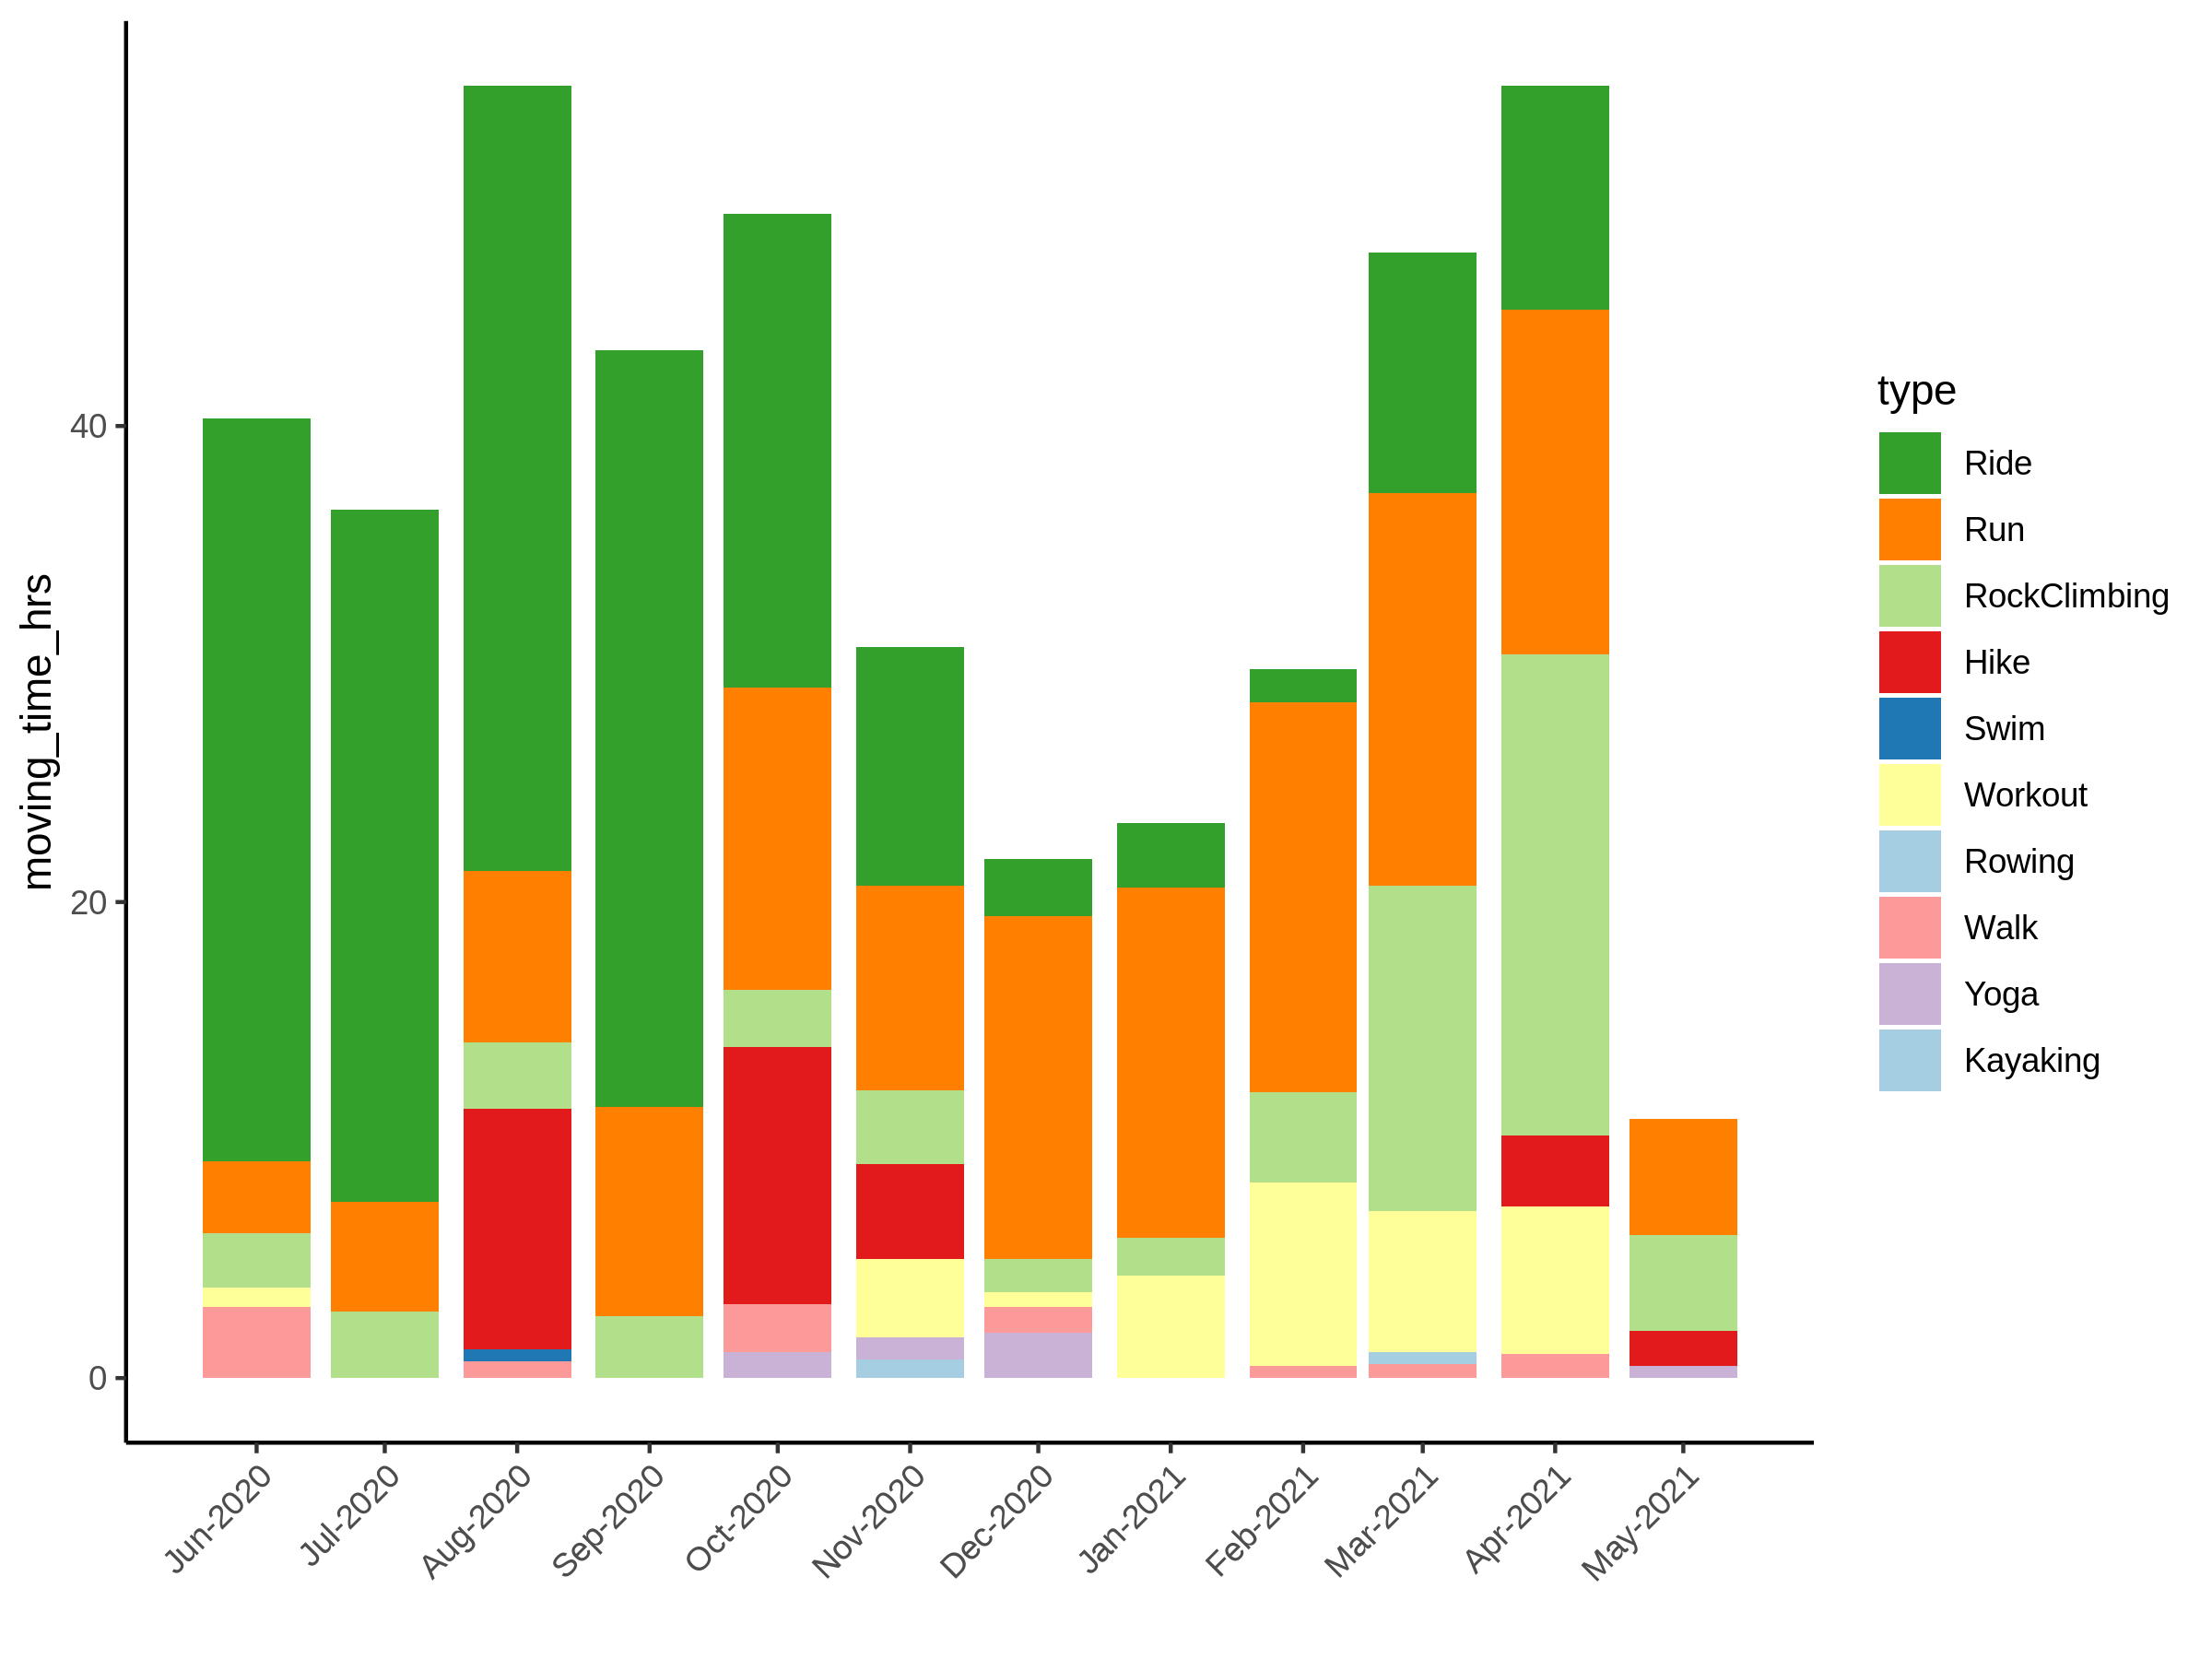 moving_time_hrs
40
20
0
Jun-2020
Jul-2020
Aug-2020
Sep-2020
Oct-2020
Nov-2020
Dec-2020
Jan-2021
Feb-2021
Mar-2021
Apr-2021
May-2021
type
Ride
Run
RockClimbing
Hike
Swim
Workout
Rowing
Walk
Yoga
Kayaking